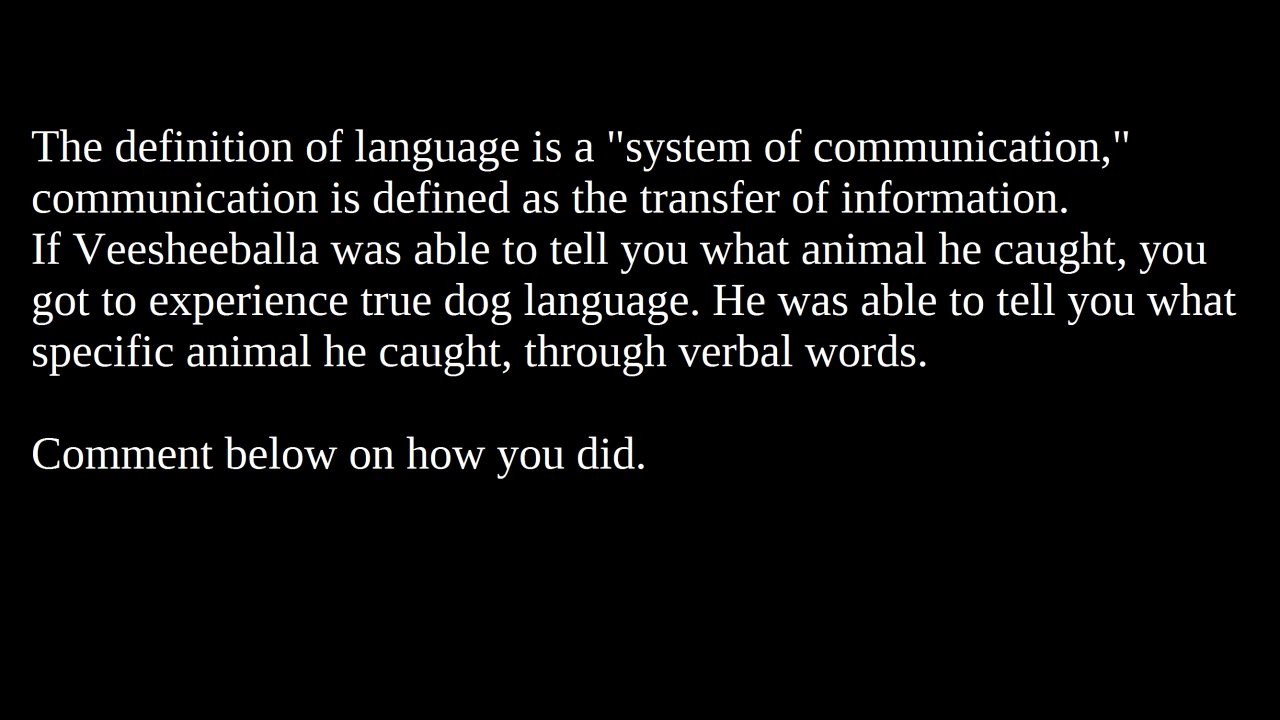 The definition of language is a "system of communication,"
communication is defined as the transfer of information.
If Veesheeballa was able to tell you what animal he caught, you
got to experience true dog language. He was able to tell you what
specific animal he caught, through verbal words.
Comment below on how you did.